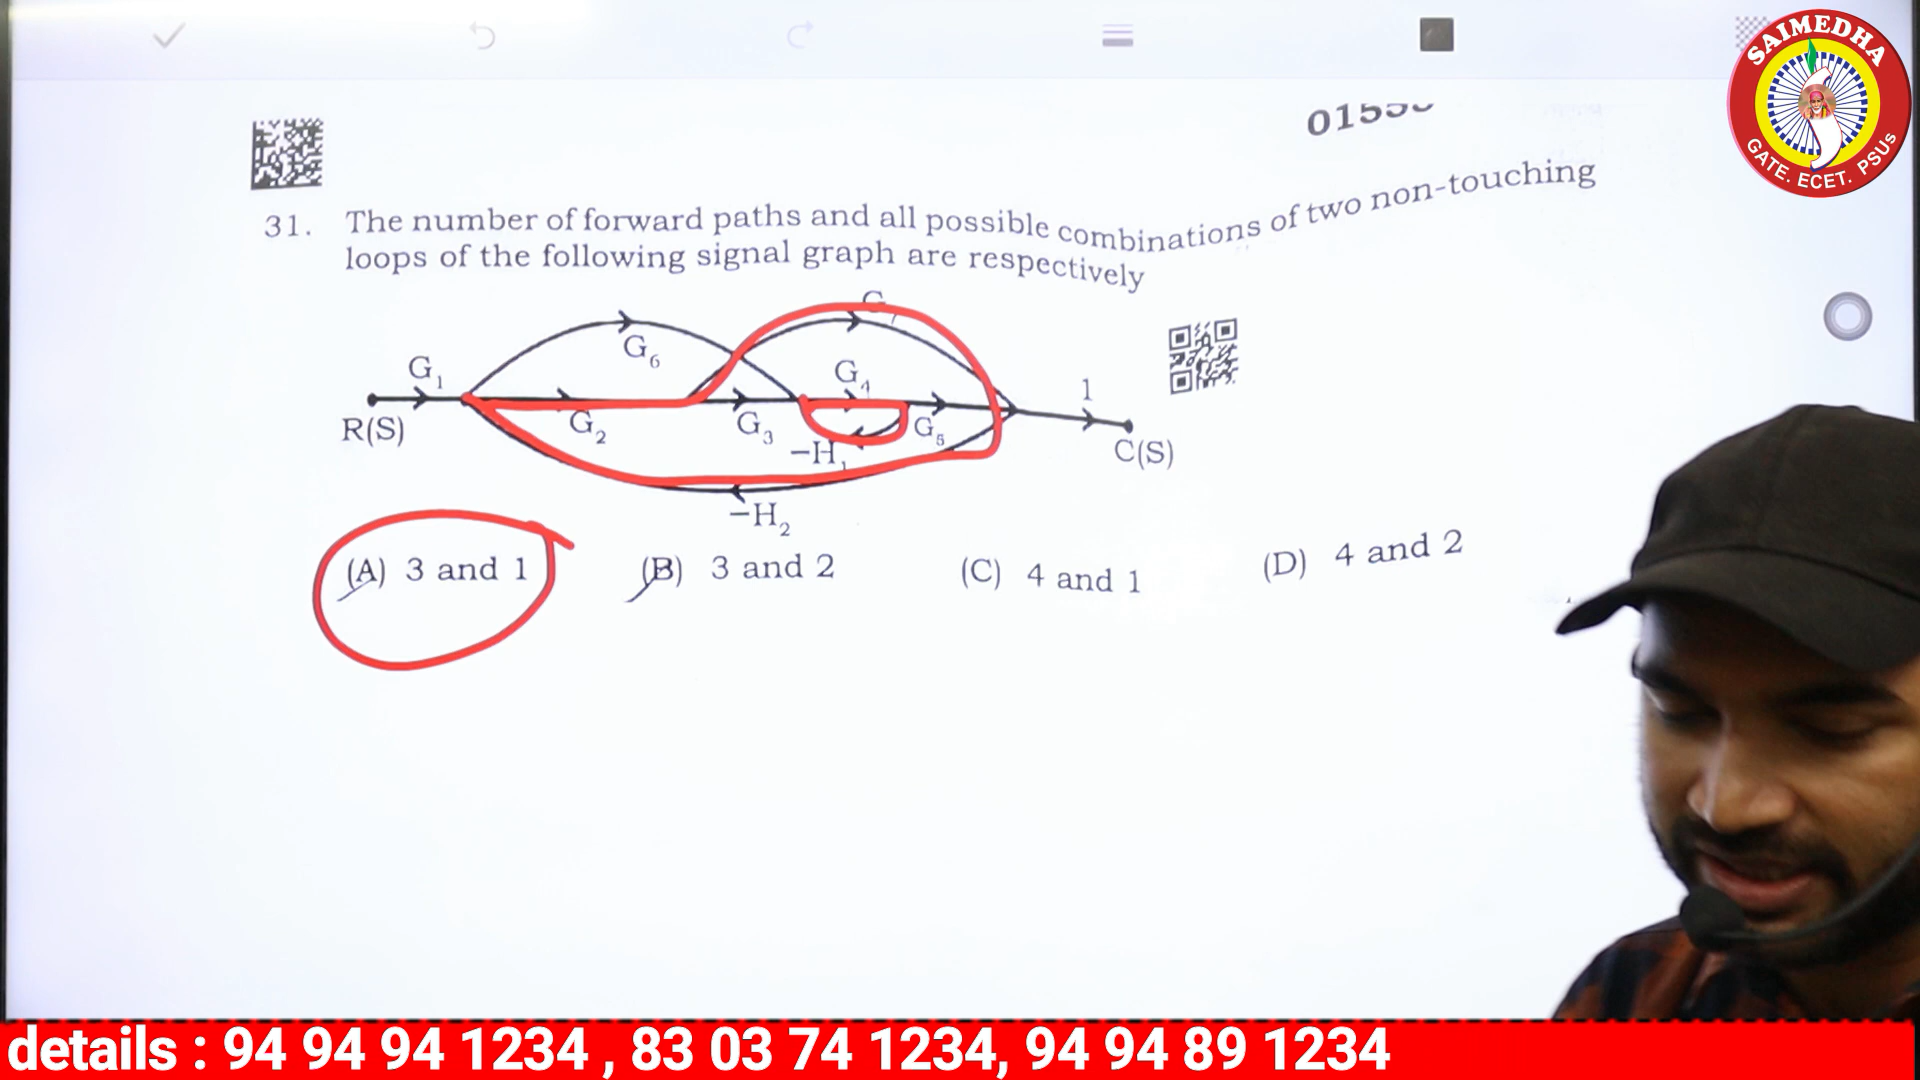 SAIMEDHA
GATE. ECET. PSUs
31. The number of forward paths and all possible combinations of two non-touching
loops of the following signal graph are respectively
G6
G1
G4
1
R(S)
G2
G3
G5
-H1
C(S)
-H2
(A) 3 and 1 (B) 3 and 2 (C) 4 and 1 (D) 4 and 2
details : 94 94 94 1234 , 83 03 74 1234, 94 94 89 1234